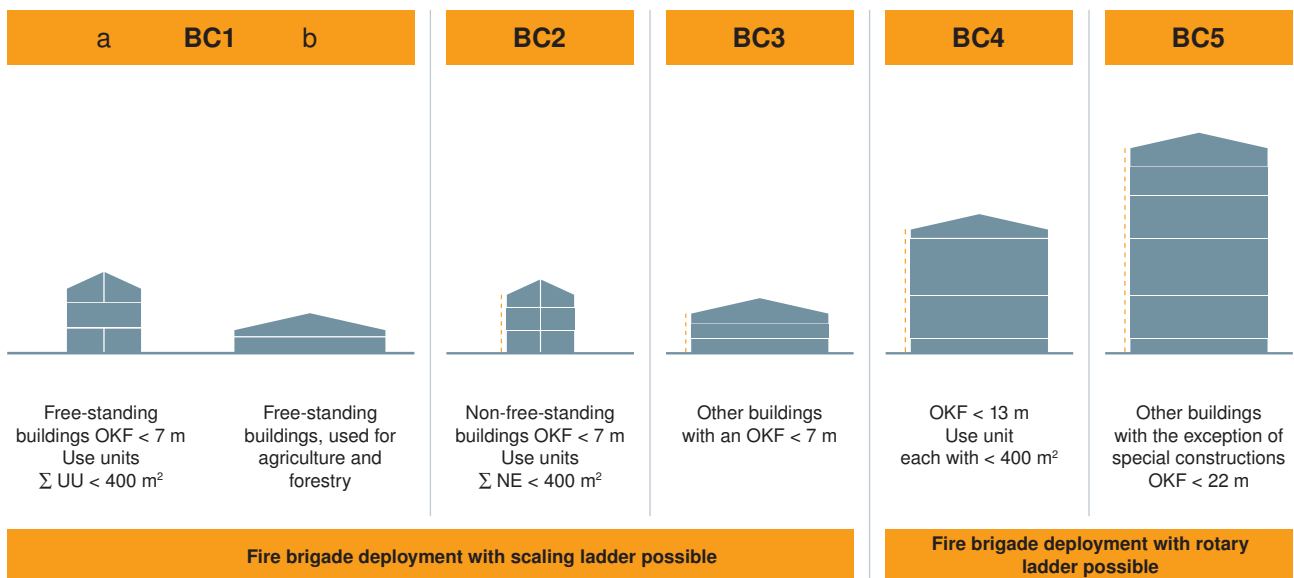 a BC1 b
BC2
BC3
BC4
BC5
Free-standing
buildings OKF < 7 m
Use units
∑ UU < 400 m²
Free-standing
buildings, used for
agriculture and
forestry
Non-free-standing
buildings OKF < 7 m
Use units
∑ NE < 400 m²
Other buildings
with an OKF < 7 m
OKF < 13 m
Use unit
each with < 400 m²
Other buildings
with the exception of
special constructions
OKF < 22 m
Fire brigade deployment with scaling ladder possible
Fire brigade deployment with rotary
ladder possible